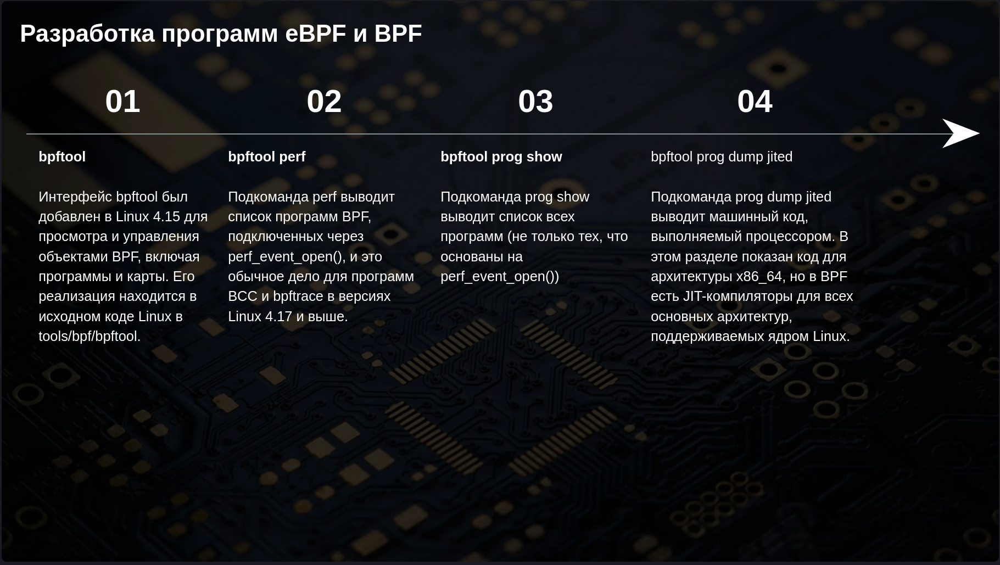 Разработка программ eBPF и BPF
01
02
03
04
bpftool
Интерфейс bpftool был
добавлен в Linux 4.15 для
просмотра и управления
объектами BPF, включая
программы и карты. Его
реализация находится в
исходном коде Linux в
tools/bpf/bpftool.
bpftool perf
Подкоманда perf выводит
список программ BPF,
подключенных через
perf_event_open(), и это
обычное дело для программ
BCC и bpftrace в версиях
Linux 4.17 и выше.
bpftool prog show
Подкоманда prog show
выводит список всех
программ (не только тех, что
основаны на
perf_event_open())
bpftool prog dump jited
Подкоманда prog dump jited
выводит машинный код,
выполняемый процессором. В
этом разделе показан код для
архитектуры x86_64, но в BPF
есть JIT-компиляторы для всех
основных архитектур,
поддерживаемых ядром Linux.